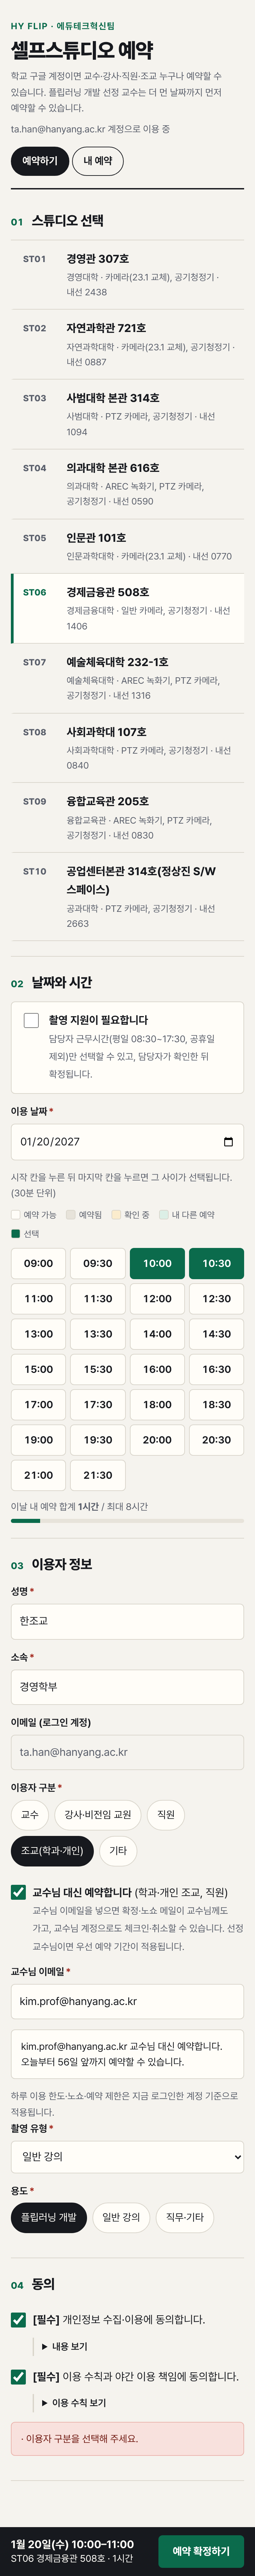 HY FLIP · 에듀테크혁신팀
셀프스튜디오 예약
학교 구글 계정이면 교수·강사·직원·조교 누구나 예약할 수
있습니다. 플립러닝 개발 선정 교수는 더 먼 날짜까지 먼저
예약할 수 있습니다.
ta.han@hanyang.ac.kr 계정으로 이용 중
예약하기 내 예약
01 스튜디오 선택
ST01 경영관 307호
경영대학 · 카메라(23.1 교체), 공기청정기 ·
내선 2438
ST02 자연과학관 721호
자연과학대학 · 카메라(23.1 교체), 공기청정기 ·
내선 0887
ST03 사범대학 본관 314호
사범대학 · PTZ 카메라, 공기청정기 · 내선
1094
ST04 의과대학 본관 616호
의과대학 · AREC 녹화기, PTZ 카메라,
공기청정기 · 내선 0590
ST05 인문관 101호
인문과학대학 · 카메라(23.1 교체) · 내선 0770
ST06 경제금융관 508호
경제금융대학 · 일반 카메라, 공기청정기 · 내선
1406
ST07 예술체육대학 232-1호
예술체육대학 · AREC 녹화기, PTZ 카메라,
공기청정기 · 내선 1316
ST08 사회과학대 107호
사회과학대학 · PTZ 카메라, 공기청정기 · 내선
0840
ST09 융합교육관 205호
융합교육관 · AREC 녹화기, PTZ 카메라,
공기청정기 · 내선 0830
ST10 공업센터본관 314호(정상진 S/W
스페이스)
공과대학 · PTZ 카메라, 공기청정기 · 내선
2663
02 날짜와 시간
촬영 지원이 필요합니다
담당자 근무시간(평일 08:30–17:30, 공휴일
제외)만 선택할 수 있고, 담당자가 확인한 뒤
확정됩니다.
이용 날짜 *
01/20/2027
시작 칸을 누른 뒤 마지막 칸을 누르면 그 사이가 선택됩니다.
(30분 단위)
예약 가능 예약됨 확인 중 내 다른 예약
선택
09:00 09:30 10:00 10:30
11:00 11:30 12:00 12:30
13:00 13:30 14:00 14:30
15:00 15:30 16:00 16:30
17:00 17:30 18:00 18:30
19:00 19:30 20:00 20:30
21:00 21:30
이날 내 예약 합계 1시간 / 최대 8시간
03 이용자 정보
성명 *
한조교
소속 *
경영학부
이메일 (로그인 계정)
ta.han@hanyang.ac.kr
이용자 구분 *
교수 강사·비전임 교원 직원
조교(학과·개인) 기타
교수님 대신 예약합니다 (학과·개인 조교, 직원)
교수님 이메일을 넣으면 확정·노쇼 메일이 교수님께도
가고, 교수님 계정으로도 체크인·취소할 수 있습니다. 선정
교수님이면 우선 예약 기간이 적용됩니다.
교수님 이메일 *
kim.prof@hanyang.ac.kr
kim.prof@hanyang.ac.kr 교수님 대신 예약합니다.
오늘부터 56일 앞까지 예약할 수 있습니다.
하루 이용 한도·노쇼·예약 제한은 지금 로그인한 계정 기준으로
적용됩니다.
촬영 유형 *
일반 강의
용도 *
플립러닝 개발 일반 강의 직무·기타
04 동의
[필수] 개인정보 수집·이용에 동의합니다.
▶ 내용 보기
[필수] 이용 수칙과 야간 이용 책임에 동의합니다.
▶ 이용 수칙 보기
· 이용자 구분을 선택해 주세요.
1월 20일(수) 10:00–11:00
ST06 경제금융관 508호 · 1시간
예약 확정하기